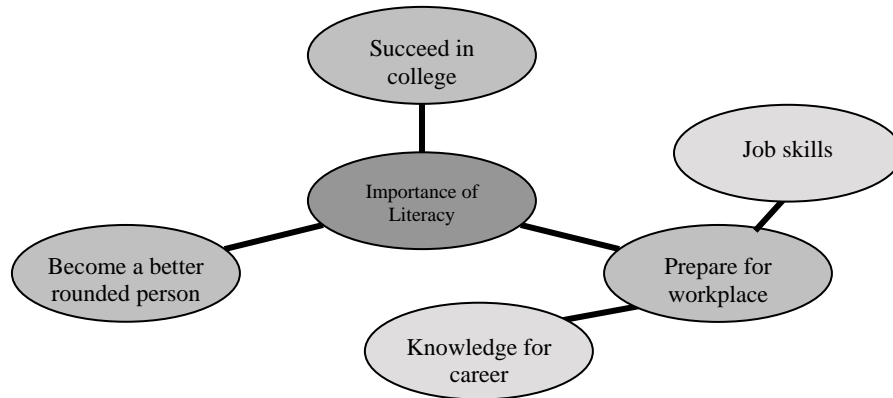 Succeed in
college
Job skills
Importance of
Literacy
Become a better
rounded person
Prepare for
workplace
Knowledge for
career